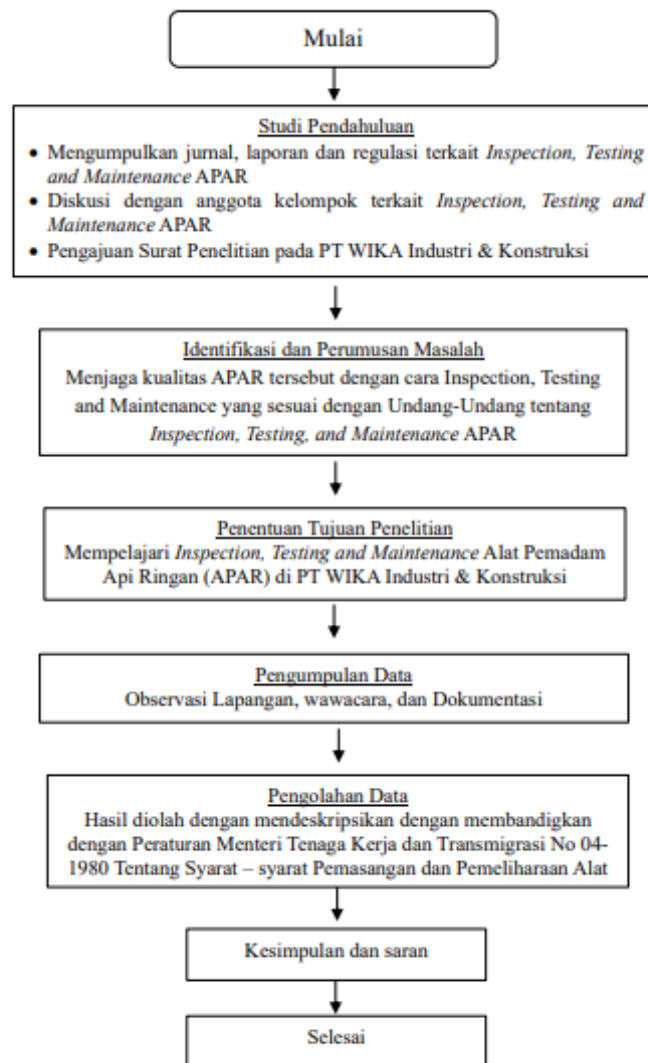 Mulai
Studi Pendahuluan
• Mengumpulkan jurnal, laporan dan regulasi terkait Inspection, Testing
and Maintenance APAR
• Diskusi dengan anggota kelompok terkait Inspection, Testing and
Maintenance APAR
• Pengajuan Surat Penelitian pada PT WIKA Industri & Konstruksi
Identifikasi dan Perumusan Masalah
Menjaga kualitas APAR tersebut dengan cara Inspection, Testing
and Maintenance yang sesuai dengan Undang-Undang tentang
Inspection, Testing, and Maintenance APAR
Penentuan Tujuan Penelitian
Mempelajari Inspection, Testing and Maintenance Alat Pemadam
Api Ringan (APAR) di PT WIKA Industri & Konstruksi
Pengumpulan Data
Observasi Lapangan, wawacara, dan Dokumentasi
Pengolahan Data
Hasil diolah dengan mendeskripsikan dengan membandigkan
dengan Peraturan Menteri Tenaga Kerja dan Transmigrasi No 04-
1980 Tentang Syarat – syarat Pemasangan dan Pemeliharaan Alat
Kesimpulan dan saran
Selesai